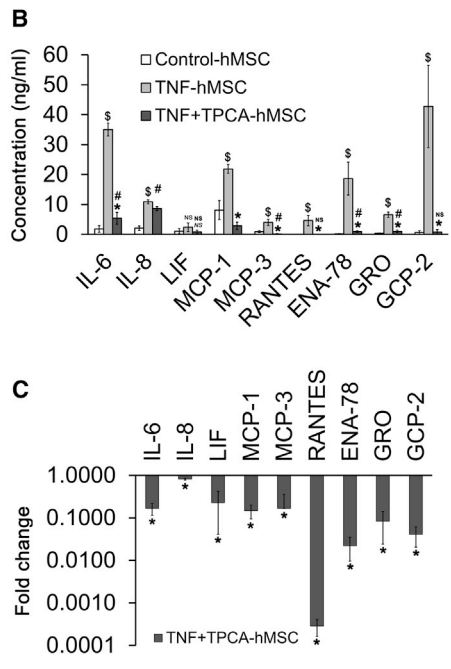 B
Concentration (ng/ml)
60
50
40
30
20
10
0
Control-hMSC
TNF-hMSC
TNF+TPCA-hMSC
$
#
*
$
#
NS
NS
NS
$
*
$
#
*
$
NS
*
$
#
*
$
#
*
$
NS
*
IL-6
IL-8
LIF
MCP-1
MCP-3
RANTES
ENA-78
GRO
GCP-2
C
IL-6
IL-8
LIF
MCP-1
MCP-3
RANTES
ENA-78
GRO
GCP-2
Fold change
1.0000
0.1000
0.0100
0.0010
0.0001
*
*
*
*
*
*
*
*
*
TNF+TPCA-hMSC